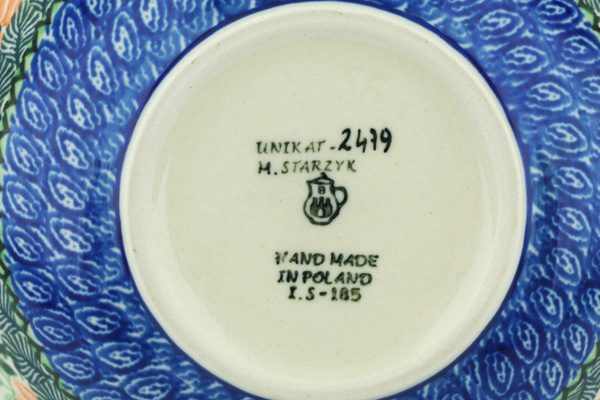 UNIKAT-2479
M. STARZYK
HAND MADE
IN POLAND
I.S-185